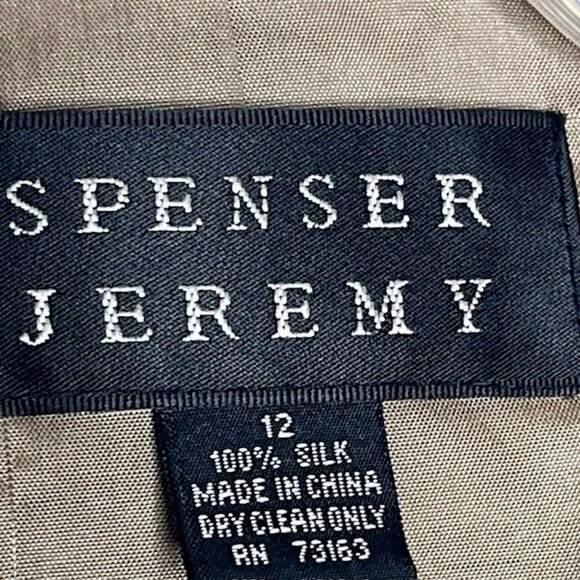 SPENSER
JEREMY
12
100% SILK
MADE IN CHINA
DRY CLEAN ONLY
RN 73163